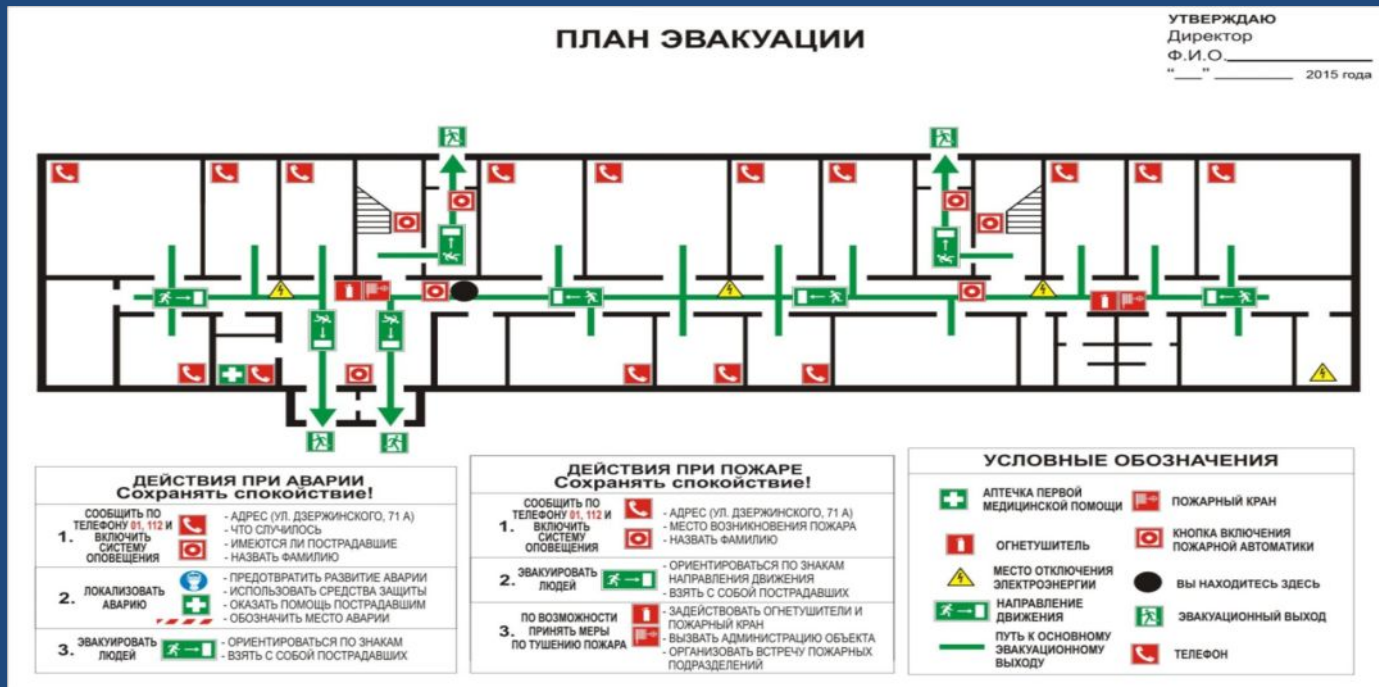 ПЛАН ЭВАКУАЦИИ
УТВЕРЖДАЮ
Директор
Ф.И.О.
"___" ________ 2015 года
ДЕЙСТВИЯ ПРИ АВАРИИ
Сохранять спокойствие!
1.
СООБЩИТЬ ПО
ТЕЛЕФОНУ 01, 112 И
ВКЛЮЧИТЬ
СИСТЕМУ
ОПОВЕЩЕНИЯ
- АДРЕС (УЛ. ДЗЕРЖИНСКОГО, 71 А)
- ЧТО СЛУЧИЛОСЬ
- ИМЕЮТСЯ ЛИ ПОСТРАДАВШИЕ
- НАЗВАТЬ ФАМИЛИЮ
2.
ЛОКАЛИЗОВАТЬ
АВАРИЮ
- ПРЕДОТВРАТИТЬ РАЗВИТИЕ АВАРИИ
- ИСПОЛЬЗОВАТЬ СРЕДСТВА ЗАЩИТЫ
- ОКАЗАТЬ ПОМОЩЬ ПОСТРАДАВШИМ
- ОБОЗНАЧИТЬ МЕСТО АВАРИИ
3.
ЭВАКУИРОВАТЬ
ЛЮДЕЙ
- ОРИЕНТИРОВАТЬСЯ ПО ЗНАКАМ
- ВЗЯТЬ С СОБОЙ ПОСТРАДАВШИХ
ДЕЙСТВИЯ ПРИ ПОЖАРЕ
Сохранять спокойствие!
1.
СООБЩИТЬ ПО
ТЕЛЕФОНУ 01, 112 И
ВКЛЮЧИТЬ
СИСТЕМУ
ОПОВЕЩЕНИЯ
- АДРЕС (УЛ. ДЗЕРЖИНСКОГО, 71 А)
- МЕСТО ВОЗНИКНОВЕНИЯ ПОЖАРА
- НАЗВАТЬ ФАМИЛИЮ
2.
ЭВАКУИРОВАТЬ
ЛЮДЕЙ
- ОРИЕНТИРОВАТЬСЯ ПО ЗНАКАМ
НАПРАВЛЕНИЯ ДВИЖЕНИЯ
- ВЗЯТЬ С СОБОЙ ПОСТРАДАВШИХ
3.
ПО ВОЗМОЖНОСТИ
ПРИНЯТЬ МЕРЫ
ПО ТУШЕНИЮ ПОЖАРА
- ЗАДЕЙСТВОВАТЬ ОГНЕТУШИТЕЛИ И
ПОЖАРНЫЙ КРАН
- ВЫЗВАТЬ АДМИНИСТРАЦИЮ ОБЪЕКТА
- ОРГАНИЗОВАТЬ ВСТРЕЧУ ПОЖАРНЫХ
ПОДРАЗДЕЛЕНИЙ
УСЛОВНЫЕ ОБОЗНАЧЕНИЯ
АПТЕЧКА ПЕРВОЙ
МЕДИЦИНСКОЙ ПОМОЩИ
ПОЖАРНЫЙ КРАН
ОГНЕТУШИТЕЛЬ
КНОПКА ВКЛЮЧЕНИЯ
ПОЖАРНОЙ АВТОМАТИКИ
МЕСТО ОТКЛЮЧЕНИЯ
ЭЛЕКТРОЭНЕРГИИ
ВЫ НАХОДИТЕСЬ ЗДЕСЬ
НАПРАВЛЕНИЕ
ДВИЖЕНИЯ
ЭВАКУАЦИОННЫЙ ВЫХОД
ПУТЬ К ОСНОВНОМУ
ЭВАКУАЦИОННОМУ
ВЫХОДУ
ТЕЛЕФОН